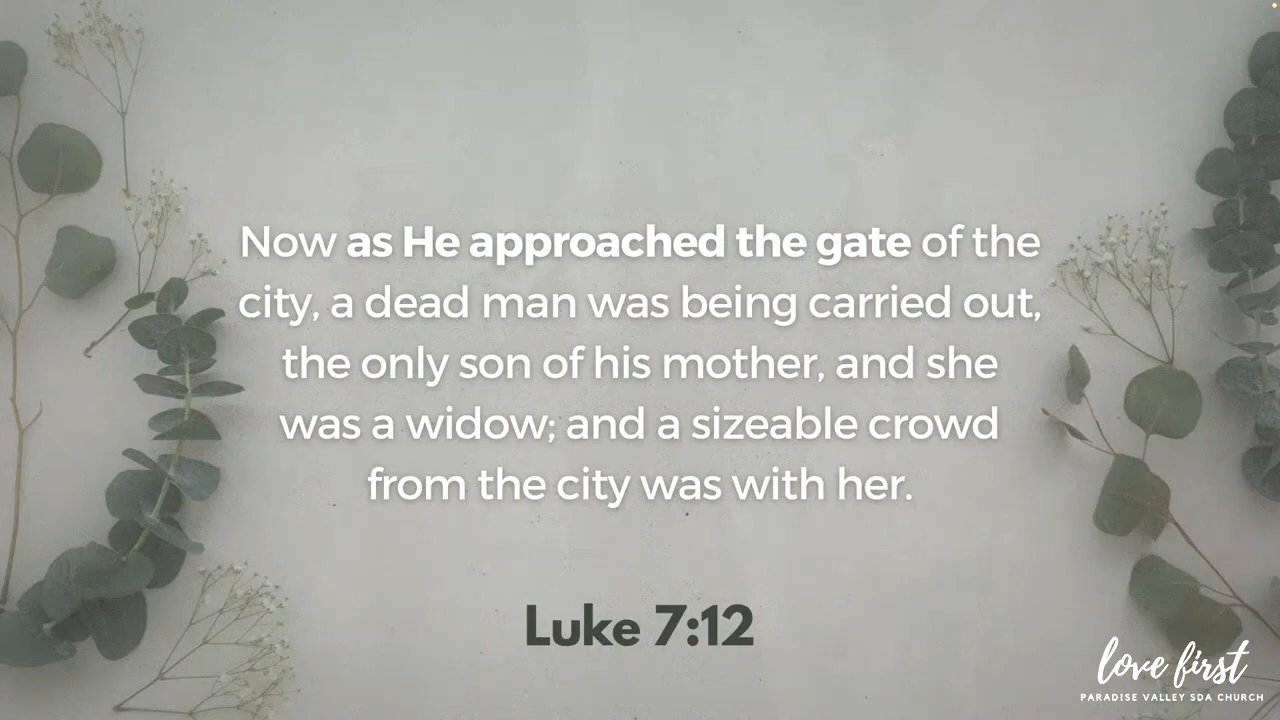 Now as He approached the gate of the
city, a dead man was being carried out,
the only son of his mother, and she
was a widow; and a sizeable crowd
from the city was with her.
Luke 7:12
love first
PARADISE VALLEY SDA CHURCH